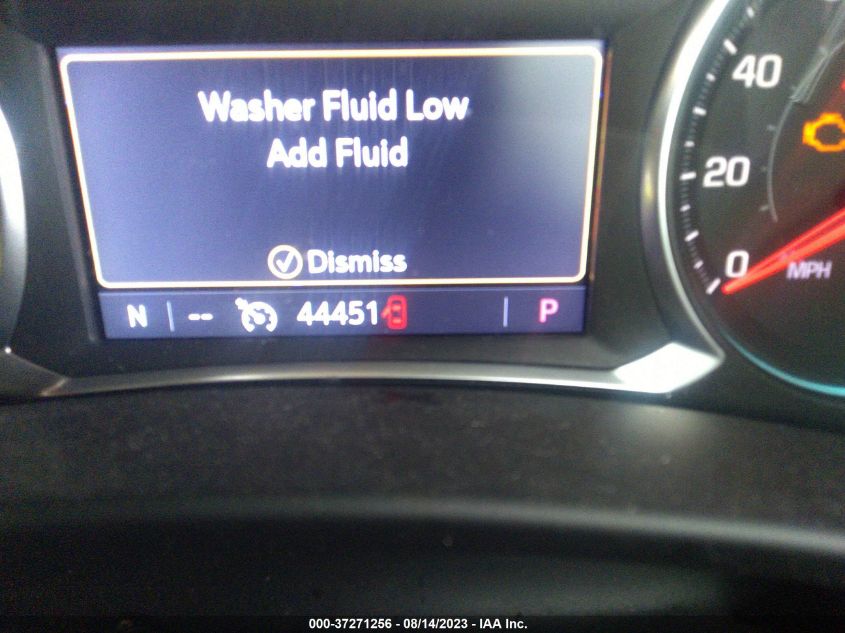 Washer Fluid Low
Add Fluid
Dismiss
N -- 44451 P
40
20
0
MPH
000-37271256 - 08/14/2023 - IAA Inc.